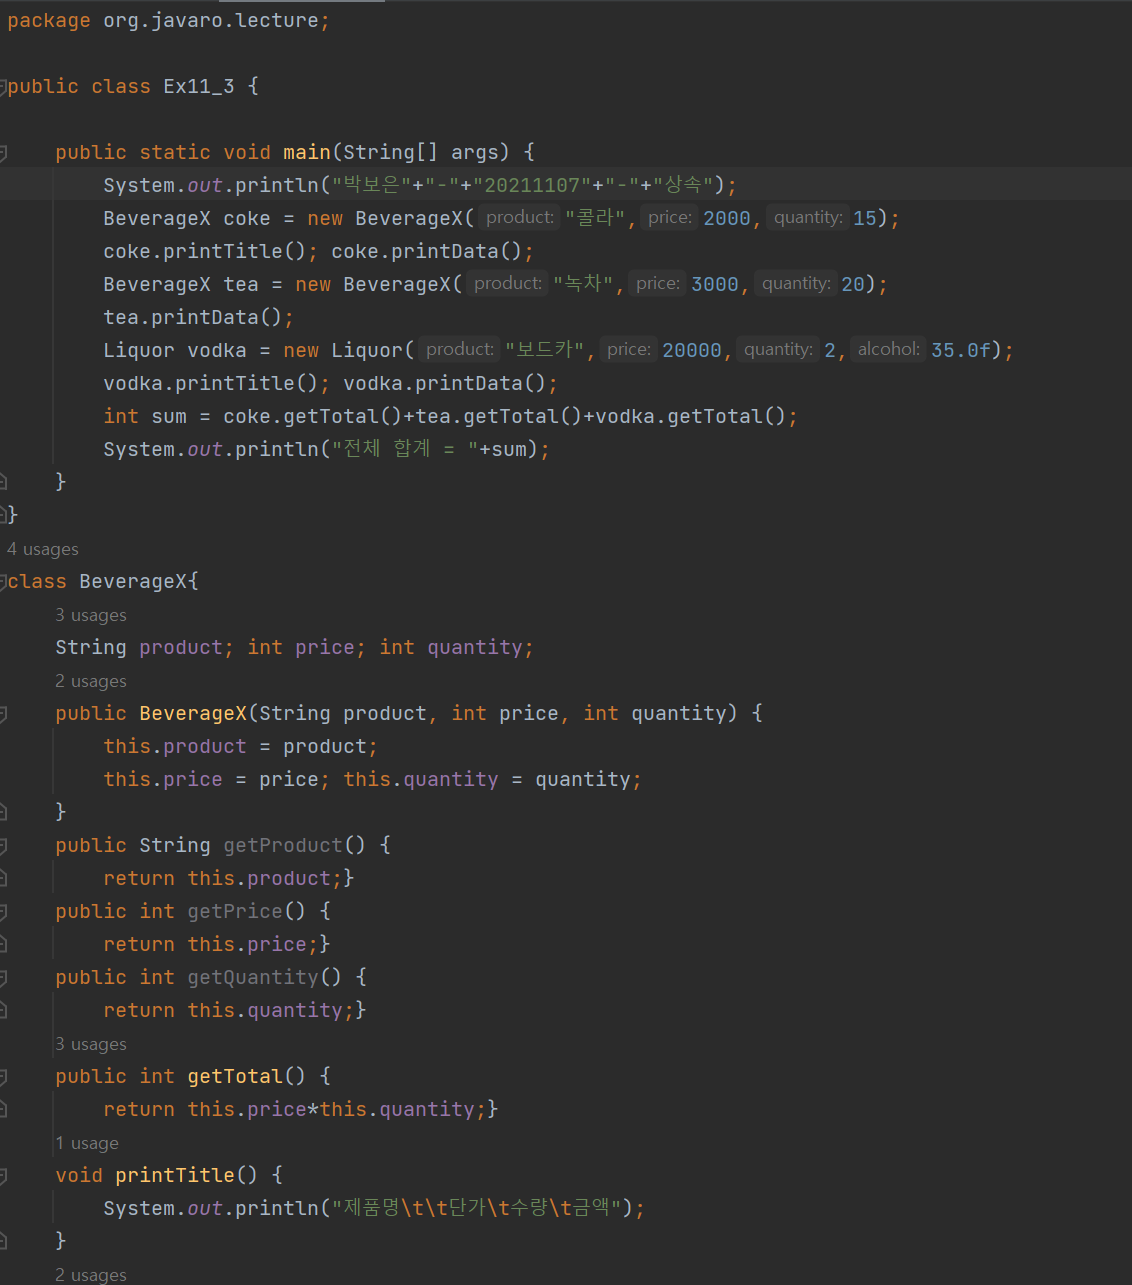 package org.javaro.lecture;
public class Ex11_3 {
public static void main(String[] args) {
System.out.println("박보은"+"-"+"20211107"+"-"+"상속");
BeverageX coke = new BeverageX( product: "콜라", price: 2000, quantity: 15);
coke.printTitle(); coke.printData();
BeverageX tea = new BeverageX( product: "녹차", price: 3000, quantity: 20);
tea.printData();
Liquor vodka = new Liquor( product: "보드카", price: 20000, quantity: 2, alcohol: 35.0f);
vodka.printTitle(); vodka.printData();
int sum = coke.getTotal()+tea.getTotal()+vodka.getTotal();
System.out.println("전체 합계 = "+sum);
}
}
4 usages
class BeverageX{
3 usages
String product; int price; int quantity;
2 usages
public BeverageX(String product, int price, int quantity) {
this.product = product;
this.price = price; this.quantity = quantity;
}
public String getProduct() {
return this.product;}
public int getPrice() {
return this.price;}
public int getQuantity() {
return this.quantity;}
3 usages
public int getTotal() {
return this.price*this.quantity;}
1 usage
void printTitle() {
System.out.println("제품명\t\t단가\t수량\t금액");
}
2 usages